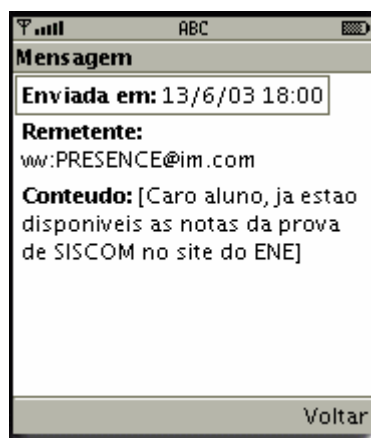 ABC
Mensagem
Enviada em: 13/6/03 18:00
Remetente:
wv:PRESENCE@im.com
Conteudo: [Caro aluno, ja estao
disponiveis as notas da prova
de SISCOM no site do ENE]
Voltar